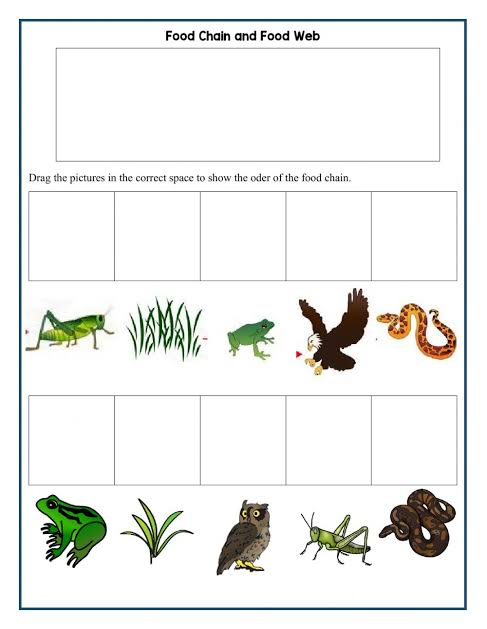 Food Chain and Food Web
Drag the pictures in the correct space to show the oder of the food chain.